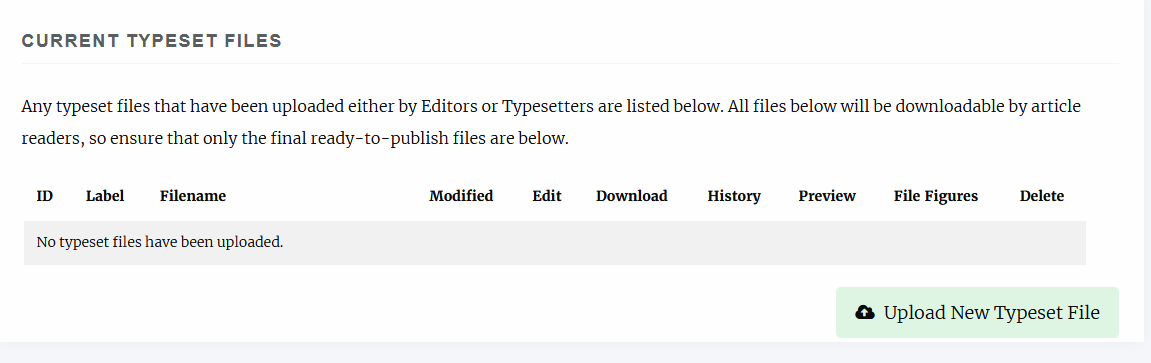 CURRENT TYPESET FILES
Any typeset files that have been uploaded either by Editors or Typesetters are listed below. All files below will be downloadable by article
readers, so ensure that only the final ready-to-publish files are below.
ID Label Filename Modified Edit Download History Preview File Figures Delete
No typeset files have been uploaded.
Upload New Typeset File